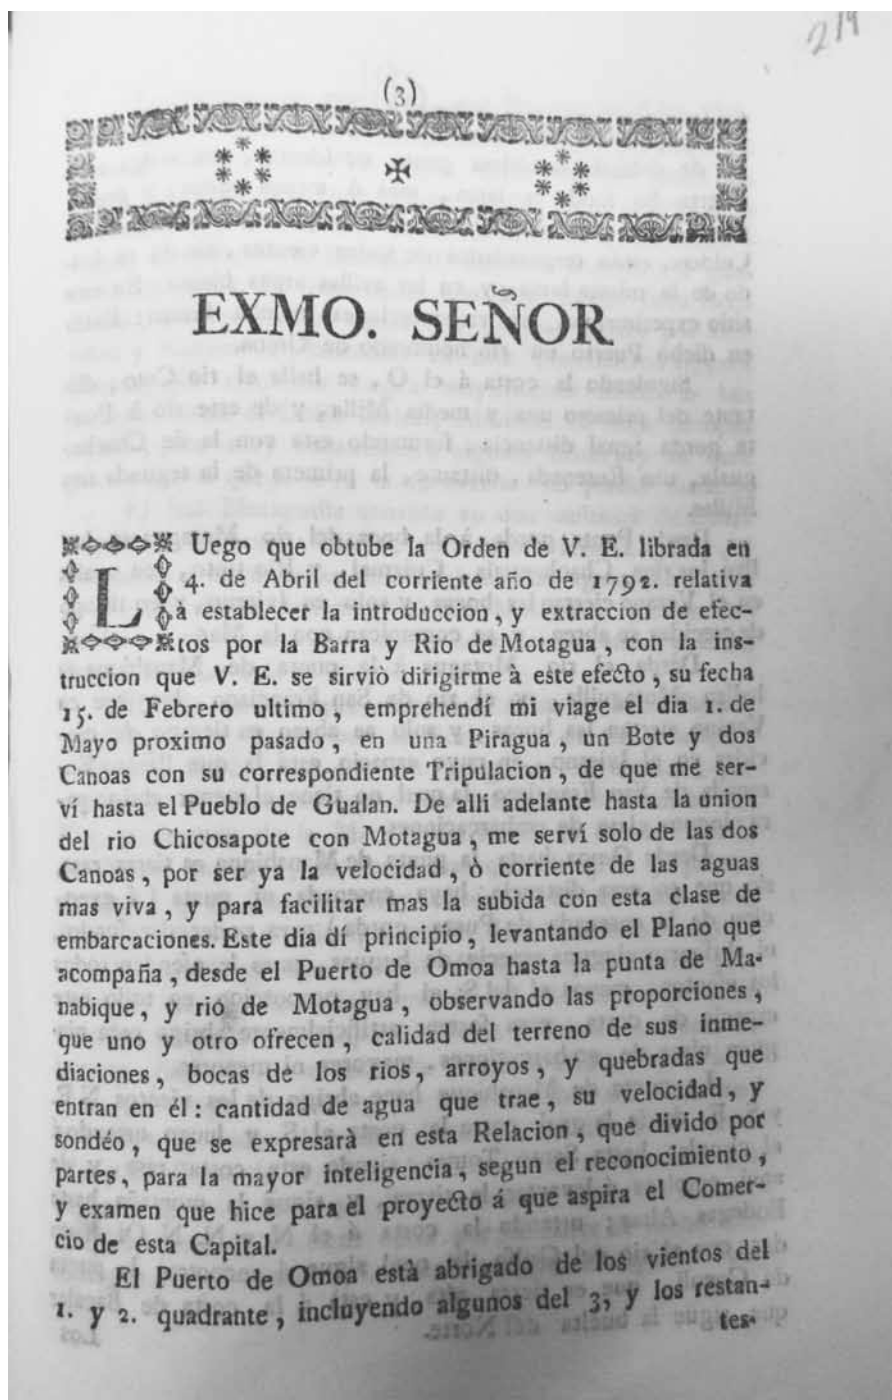 219
(3)
EXMO. SEÑOR
LUego que obtube la Orden de V. E. librada en
4. de Abril del corriente año de 1792. relativa
à establecer la introduccion, y extraccion de efec-
tos por la Barra y Rio de Motagua, con la ins-
truccion que V. E. se sirviò dirigirme à este efecto, su fecha
15. de Febrero ultimo, emprehendí mi viage el dia 1. de
Mayo proximo pasado, en una Piragua, un Bote y dos
Canoas con su correspondiente Tripulacion, de que me ser-
ví hasta el Pueblo de Gualan. De alli adelante hasta la union
del rio Chicosapote con Motagua, me serví solo de las dos
Canoas, por ser ya la velocidad, ò corriente de las aguas
mas viva, y para facilitar mas la subida con esta clase de
embarcaciones. Este dia dí principio, levantando el Plano que
acompaña, desde el Puerto de Omoa hasta la punta de Ma-
nabique, y rio de Motagua, observando las proporciones,
que uno y otro ofrecen, calidad del terreno de sus inme-
diaciones, bocas de los rios, arroyos, y quebradas que
entran en él: cantidad de agua que trae, su velocidad, y
sondéo, que se expresarà en esta Relacion, que divido por
partes, para la mayor inteligencia, segun el reconocimiento,
y examen que hice para el proyecto á que aspira el Comer-
cio de esta Capital.
El Puerto de Omoa està abrigado de los vientos del
1. y 2. quadrante, incluyendo algunos del 3, y los restan-
tes.